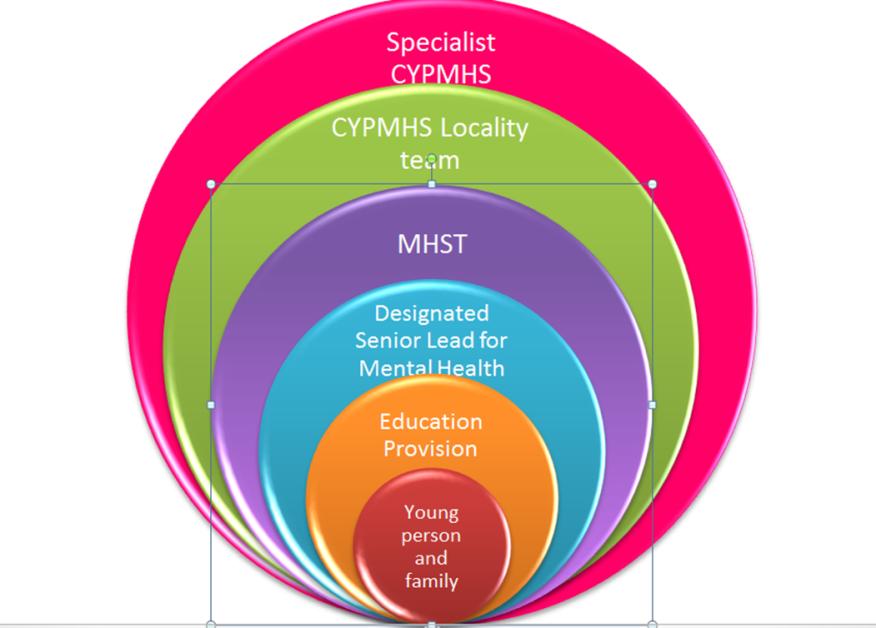 Specialist
CYPMHS
CYPMHS Locality
team
MHST
Designated
Senior Lead for
Mental Health
Education
Provision
Young
person
and
family